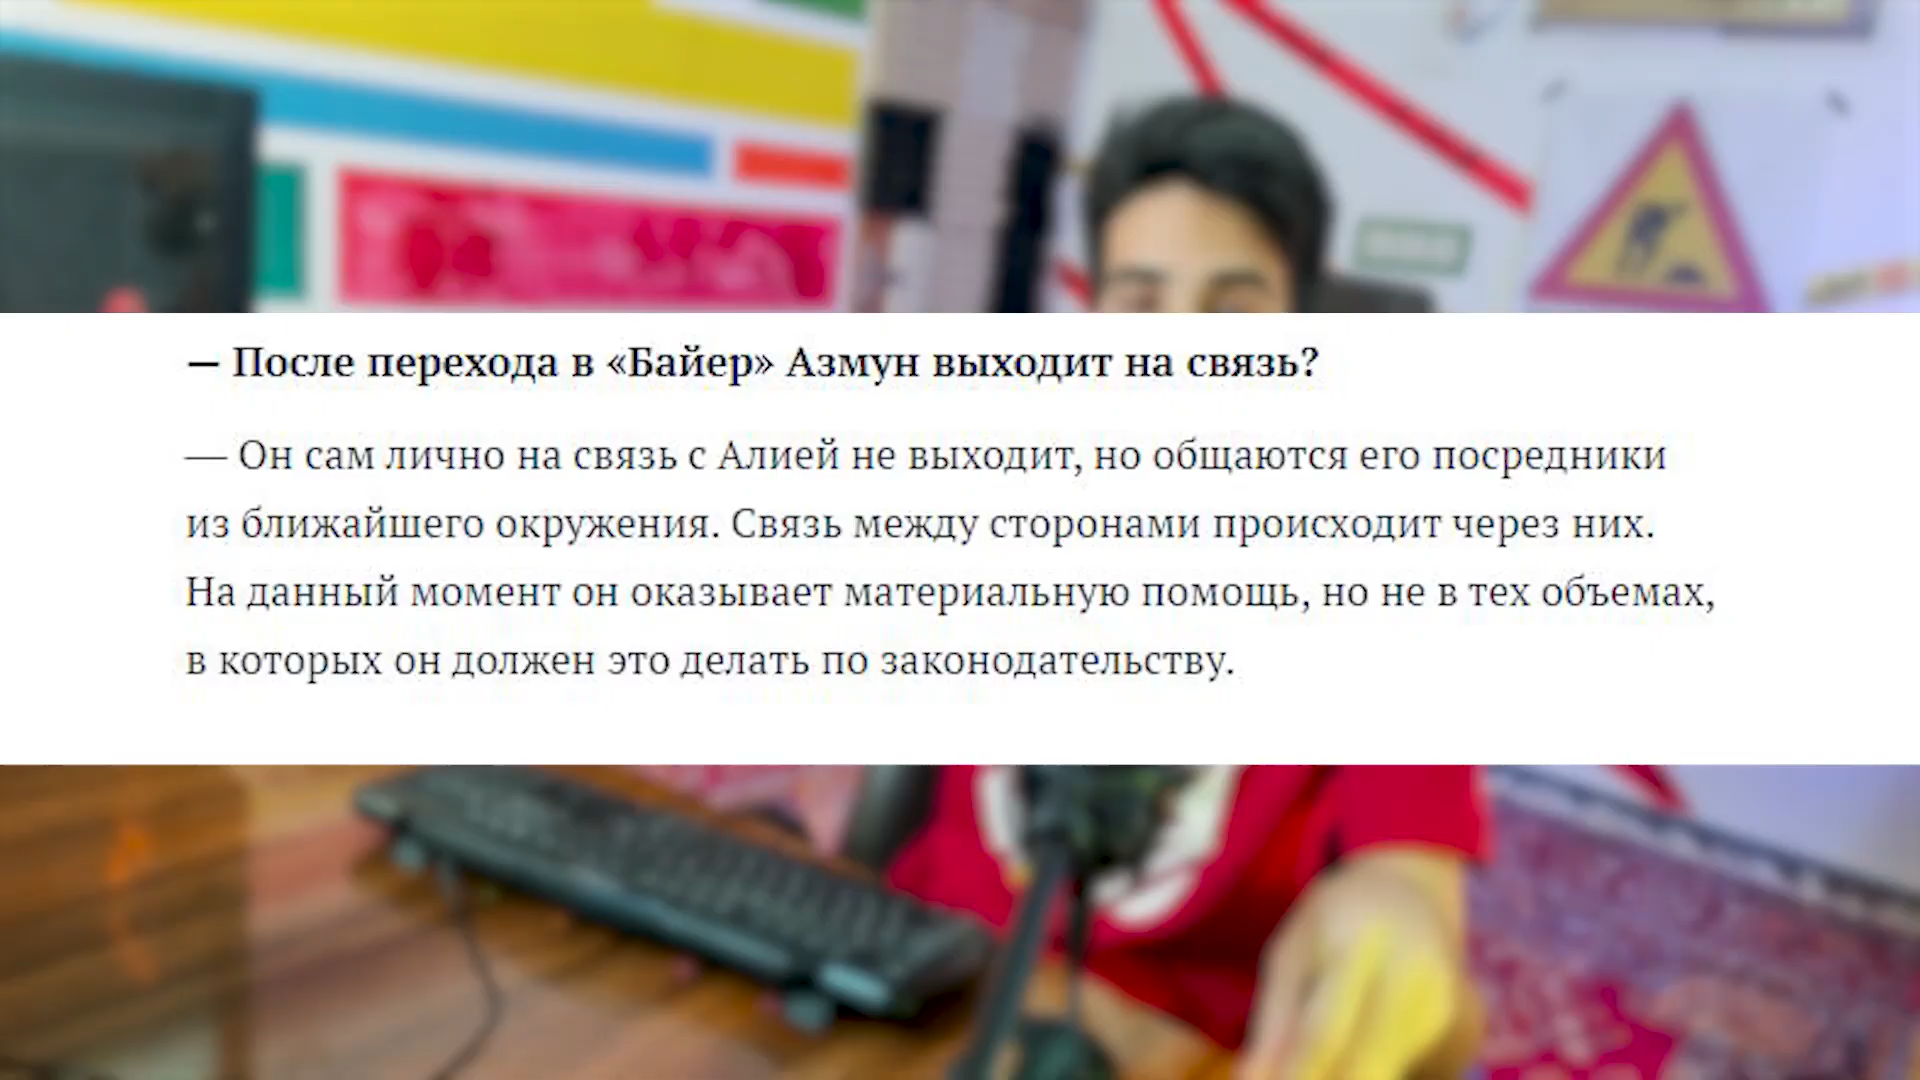 — После перехода в «Байер» Азмун выходит на связь?
— Он сам лично на связь с Алией не выходит, но общаются его посредники
из ближайшего окружения. Связь между сторонами происходит через них.
На данный момент он оказывает материальную помощь, но не в тех объемах,
в которых он должен это делать по законодательству.